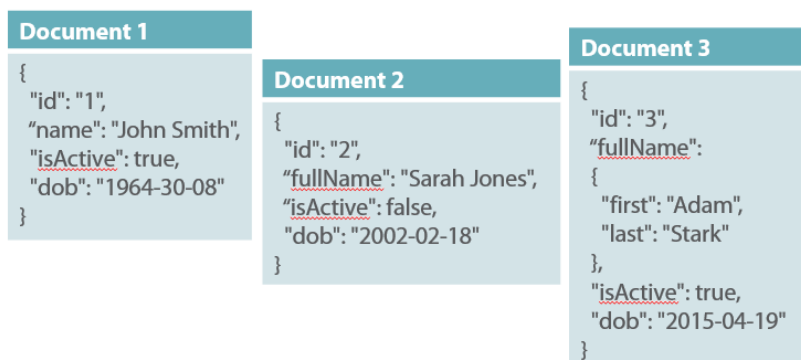 Document 1
{
"id": "1",
“name": "John Smith",
"isActive": true,
"dob": "1964-30-08"
}
Document 2
{
"id": "2",
“fullName": "Sarah Jones",
“isActive": false,
"dob": "2002-02-18"
}
Document 3
{
"id": "3",
“fullName":
{
"first": "Adam",
"last": "Stark"
},
"isActive": true,
"dob": "2015-04-19"
}